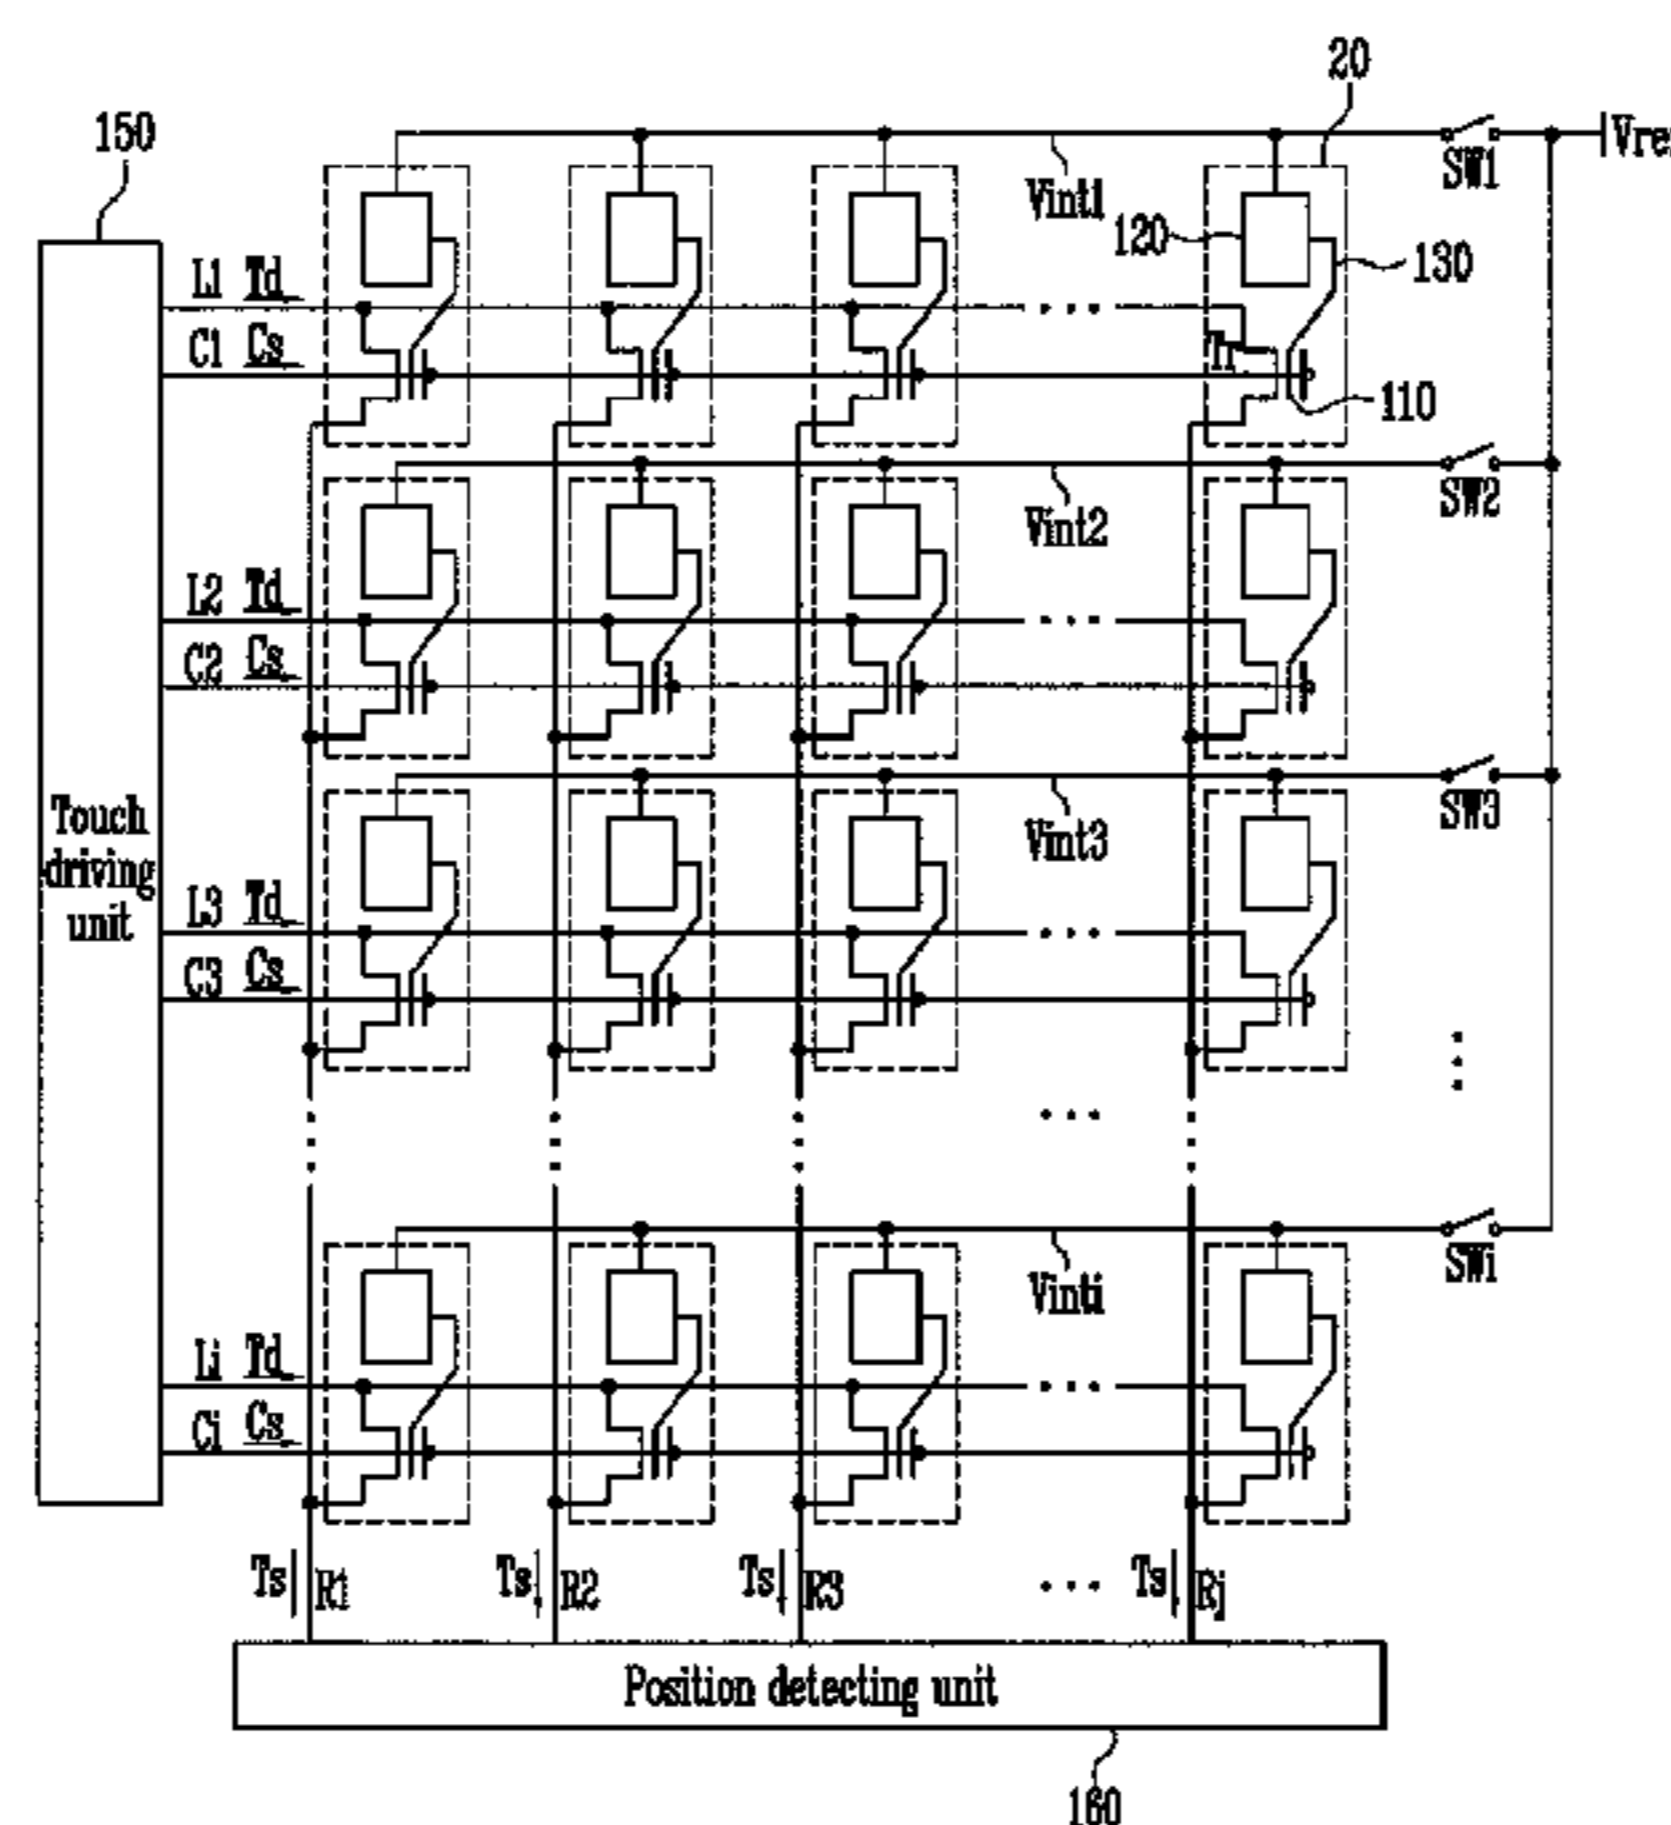 20
150
SW1
Vre
Vint1
120
130
L1 Td
C1 Cs
Tr
110
SW2
Vint2
L2 Td
C2 Cs
SW3
Vint3
Touch
driving
unit
L3 Td
C3 Cs
SWi
Vinti
Li Td
Ci Cs
Ts R1 Ts R2 Ts R3 ... Ts Rj
Position detecting unit
160